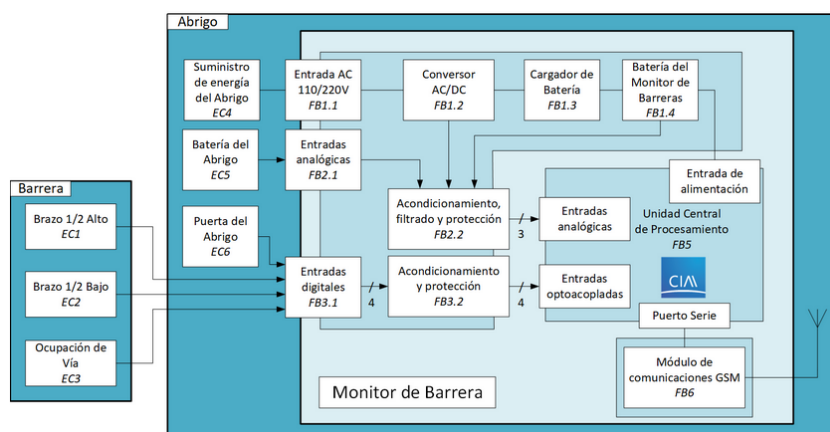 Abrigo
Suministro
de energía
del Abrigo
EC4
Entrada AC
110/220V
FB1.1
Conversor
AC/DC
FB1.2
Cargador de
Batería
FB1.3
Batería del
Monitor de
Barreras
FB1.4
Batería del
Abrigo
EC5
Entradas
analógicas
FB2.1
Entrada de
alimentación
Barrera
Brazo 1/2 Alto
EC1
Puerta del
Abrigo
EC6
Acondicionamiento,
filtrado y protección
FB2.2
3
Entradas
analógicas
Unidad Central
de Procesamiento
FB5
Brazo 1/2 Bajo
EC2
Entradas
digitales
FB3.1
4
Acondicionamiento
y protección
FB3.2
4
Entradas
optoacopladas
CIAA
Puerto Serie
Ocupación de
Vía
EC3
Módulo de
comunicaciones GSM
FB6
Monitor de Barrera